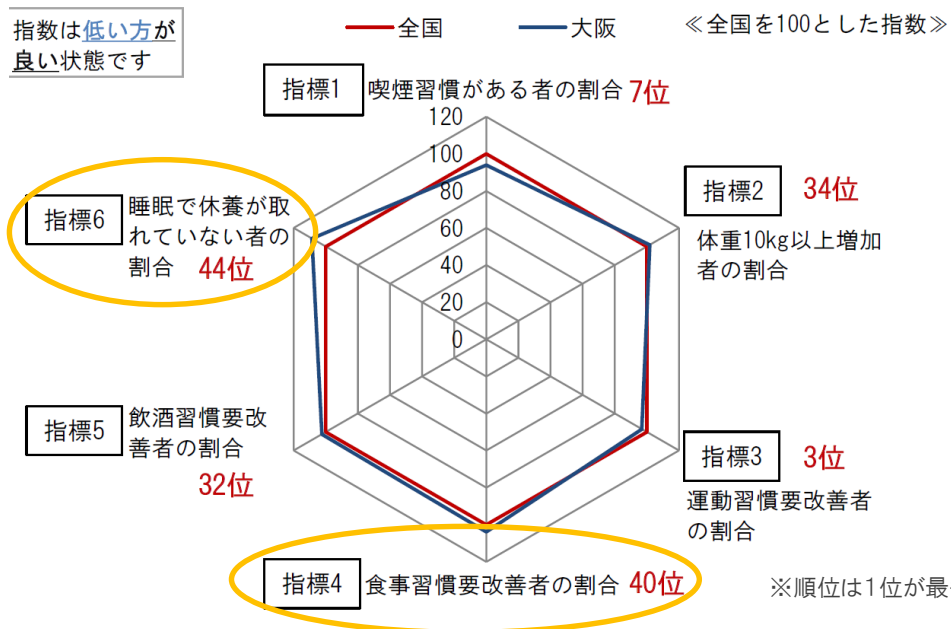 指数は低い方が
良い状態です
全国
大阪
≪全国を100とした指数≫
指標1 喫煙習慣がある者の割合 7位
120
100
80
60
40
20
0
指標2 34位
体重10kg以上増加
者の割合
指標3 3位
運動習慣要改善者
の割合
指標4 食事習慣要改善者の割合 40位
指標5 飲酒習慣要改
善者の割合
32位
指標6 睡眠で休養が取
れていない者の
割合 44位
※順位は1位が最